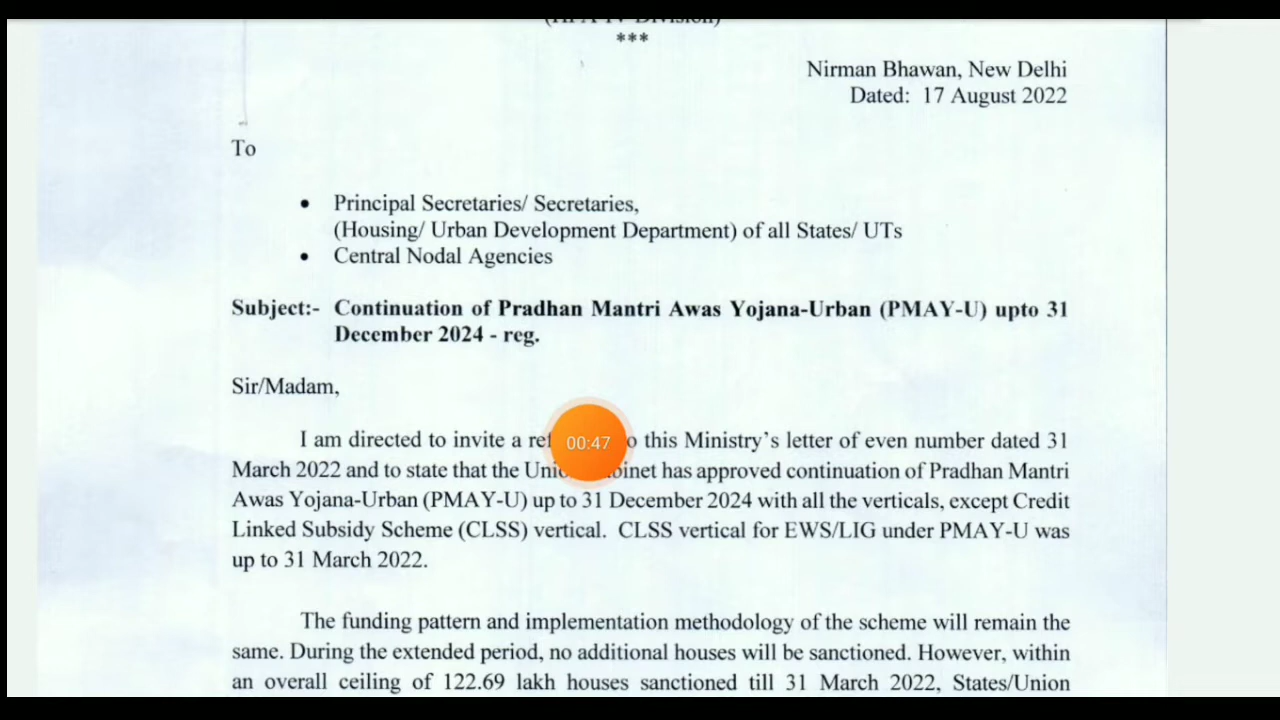 ***
Nirman Bhawan, New Delhi
Dated: 17 August 2022
To
• Principal Secretaries/ Secretaries,
(Housing/ Urban Development Department) of all States/ UTs
• Central Nodal Agencies
Subject:- Continuation of Pradhan Mantri Awas Yojana-Urban (PMAY-U) upto 31
December 2024 - reg.
Sir/Madam,
I am directed to invite a 00:47 this Ministry's letter of even number dated 31
March 2022 and to state that the has approved continuation of Pradhan Mantri
Awas Yojana-Urban (PMAY-U) up to 31 December 2024 with all the verticals, except Credit
Linked Subsidy Scheme (CLSS) vertical. CLSS vertical for EWS/LIG under PMAY-U was
up to 31 March 2022.
The funding pattern and implementation methodology of the scheme will remain the
same. During the extended period, no additional houses will be sanctioned. However, within
an overall ceiling of 122.69 lakh houses sanctioned till 31 March 2022, States/Union